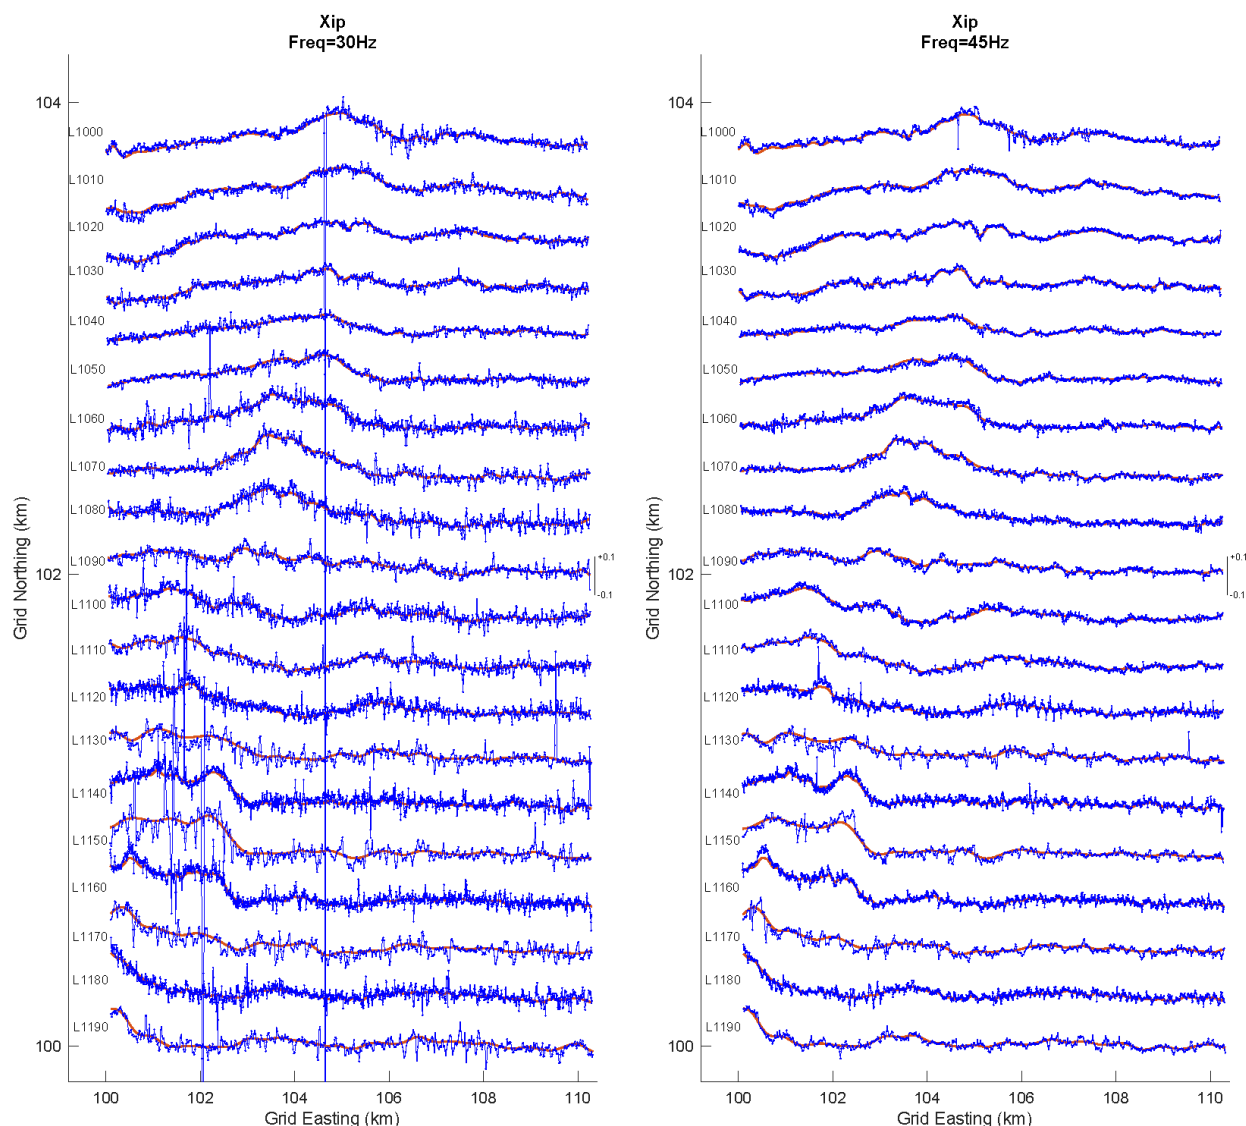 Xip
Freq=30Hz
104
L1000
L1010
L1020
L1030
L1040
L1050
L1060
L1070
L1080
L1090
102
L1100
L1110
L1120
L1130
L1140
L1150
L1160
L1170
L1180
L1190
100
+0.1
-0.1
Grid Northing (km)
100 102 104 106 108 110
Grid Easting (km)
Xip
Freq=45Hz
104
L1000
L1010
L1020
L1030
L1040
L1050
L1060
L1070
L1080
L1090
102
L1100
L1110
L1120
L1130
L1140
L1150
L1160
L1170
L1180
L1190
100
+0.1
-0.1
Grid Northing (km)
100 102 104 106 108 110
Grid Easting (km)